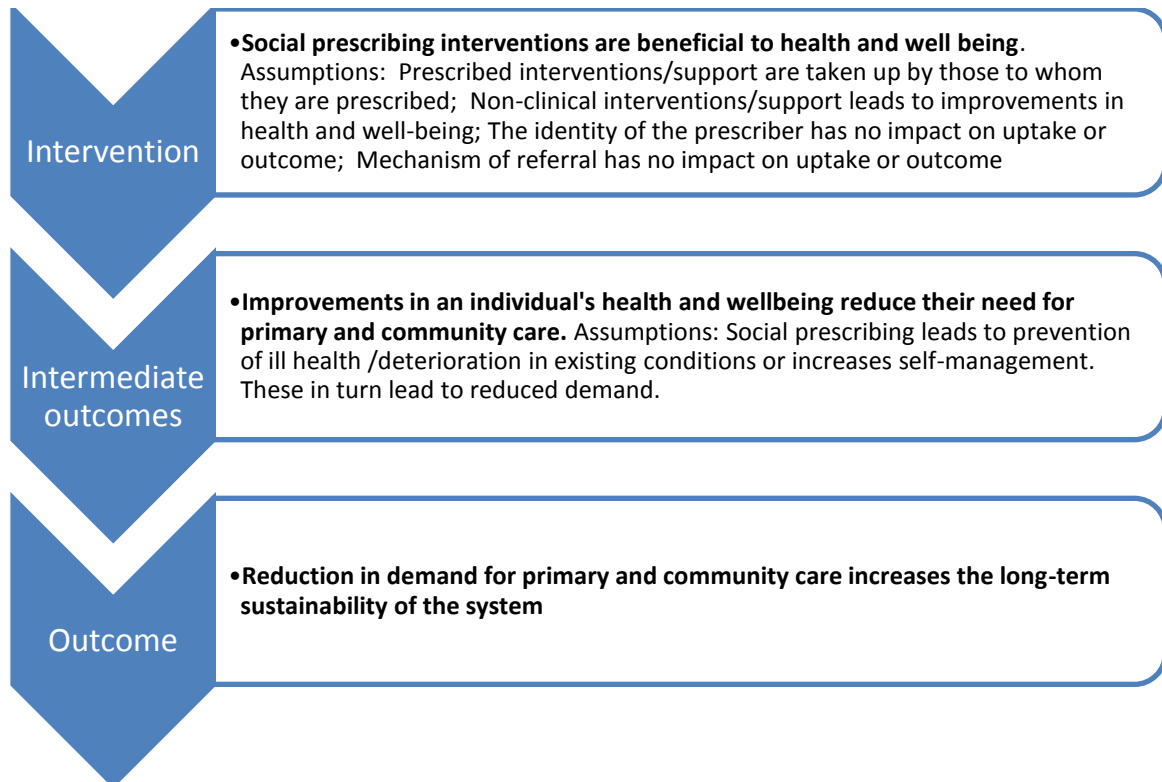 Intervention
•Social prescribing interventions are beneficial to health and well being.
Assumptions: Prescribed interventions/support are taken up by those to whom
they are prescribed; Non-clinical interventions/support leads to improvements in
health and well-being; The identity of the prescriber has no impact on uptake or
outcome; Mechanism of referral has no impact on uptake or outcome
Intermediate
outcomes
•Improvements in an individual's health and wellbeing reduce their need for
primary and community care. Assumptions: Social prescribing leads to prevention
of ill health /deterioration in existing conditions or increases self-management.
These in turn lead to reduced demand.
Outcome
•Reduction in demand for primary and community care increases the long-term
sustainability of the system